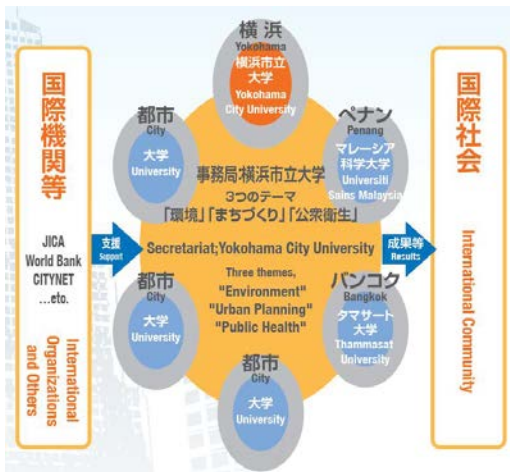 国際機関等
JICA
World Bank
CITYNET
...etc.
International
Organizations
and Others
支援
Support
横浜
Yokohama
横浜市立
大学
Yokohama
City University
都市
City
大学
University
ペナン
Penang
マレーシア
科学大学
Universiti
Sains Malaysia
事務局:横浜市立大学
3つのテーマ
「環境」「まちづくり」「公衆衛生」
Secretariat;Yokohama City University
Three themes,
"Environment"
"Urban Planning"
"Public Health"
都市
City
大学
University
バンコク
Bangkok
タマサート
大学
Thammasat
University
都市
City
大学
University
成果等
Results
国際社会
International Community